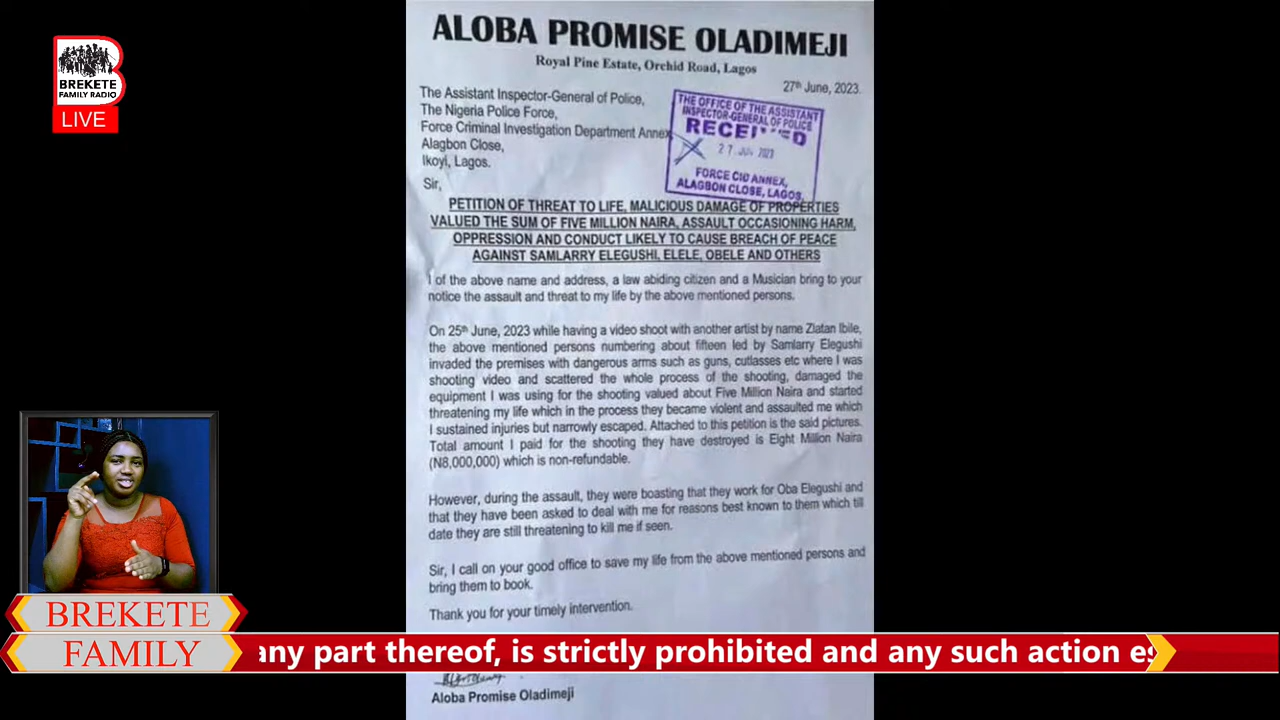 BREKETE
FAMILY RADIO
LIVE
ALOBA PROMISE OLADIMEJI
Royal Pine Estate, Orchid Road, Lagos
27th June, 2023.
The Assistant Inspector-General of Police,
The Nigeria Police Force,
Force Criminal Investigation Department Annex
Alagbon Close,
Ikoyi, Lagos.
THE OFFICE OF THE ASSISTANT
INSPECTOR-GENERAL OF POLICE
RECEIVED
27 JUN 2023
FORCE CID ANNEX,
ALAGBON CLOSE, LAGOS.
Sir,
PETITION OF THREAT TO LIFE, MALICIOUS DAMAGE OF PROPERTIES
VALUED THE SUM OF FIVE MILLION NAIRA, ASSAULT OCCASIONING HARM,
OPPRESSION AND CONDUCT LIKELY TO CAUSE BREACH OF PEACE
AGAINST SAMLARRY ELEGUSHI, ELELE, OBELE AND OTHERS
I of the above name and address, a law abiding citizen and a Musician bring to your
notice the assault and threat to my life by the above mentioned persons.
On 25th June, 2023 while having a video shoot with another artist by name Zlatan Ibile,
the above mentioned persons numbering about fifteen led by Samlarry Elegushi
invaded the premises with dangerous arms such as guns, cutlasses etc where I was
shooting video and scattered the whole process of the shooting, damaged the
equipment I was using for the shooting valued about Five Million Naira and started
threatening my life which in the process they became violent and assaulted me which
I sustained injuries but narrowly escaped. Attached to this petition is the said pictures.
Total amount I paid for the shooting they have destroyed is Eight Million Naira
(N8,000,000) which is non-refundable.
However, during the assault, they were boasting that they work for Oba Elegushi and
that they have been asked to deal with me for reasons best known to them which till
date they are still threatening to kill me if seen.
Sir, I call on your good office to save my life from the above mentioned persons and
bring them to book.
Thank you for your timely intervention.
BREKETE
FAMILY
any part thereof, is strictly prohibited and any such action es
Aloba Promise Oladimeji